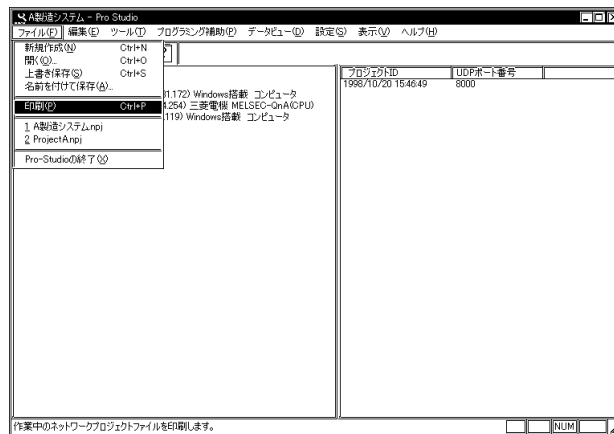 A製造システム - Pro Studio
ファイル(F) 編集(E) ツール(T) プログラミング補助(P) データビュー(D) 設定(S) 表示(V) ヘルプ(H)
新規作成(N) Ctrl+N
開く(O)... Ctrl+O
上書き保存(S) Ctrl+S
名前を付けて保存(A)...
印刷(P) Ctrl+P
1 A製造システム.npj
2 ProjectA.npj
Pro-Studioの終了(X)
31.172) Windows搭載 コンピュータ
4.254) 三菱電機 MELSEC-QnA(CPU)
.119) Windows搭載 コンピュータ
プロジェクトID UDPポート番号
1998/10/20 15:46:49 8000
作業中のネットワークプロジェクトファイルを印刷します。
NUM